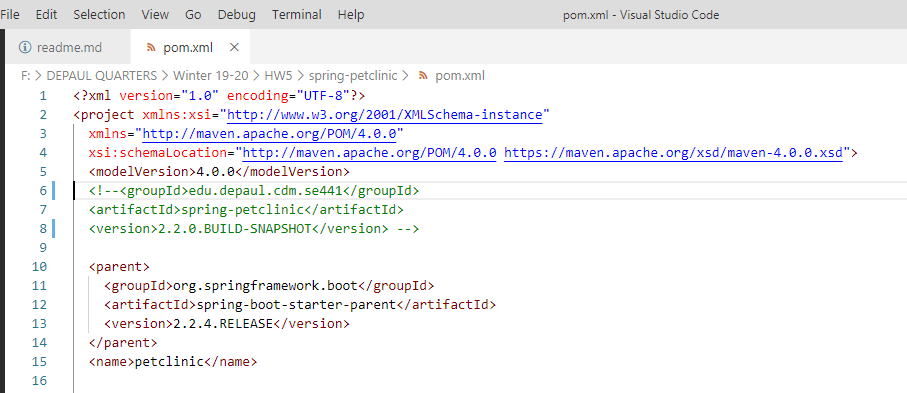 File Edit Selection View Go Debug Terminal Help pom.xml - Visual Studio Code
readme.md pom.xml ×
F: > DEPAUL QUARTERS > Winter 19-20 > HW5 > spring-petclinic > pom.xml
1 <?xml version="1.0" encoding="UTF-8"?>
2 <project xmlns:xsi="http://www.w3.org/2001/XMLSchema-instance"
3 xmlns="http://maven.apache.org/POM/4.0.0"
4 xsi:schemaLocation="http://maven.apache.org/POM/4.0.0 https://maven.apache.org/xsd/maven-4.0.0.xsd">
5 <modelVersion>4.0.0</modelVersion>
6 <!--<groupId>edu.depaul.cdm.se441</groupId>
7 <artifactId>spring-petclinic</artifactId>
8 <version>2.2.0.BUILD-SNAPSHOT</version> -->
9
10 <parent>
11 <groupId>org.springframework.boot</groupId>
12 <artifactId>spring-boot-starter-parent</artifactId>
13 <version>2.2.4.RELEASE</version>
14 </parent>
15 <name>petclinic</name>
16